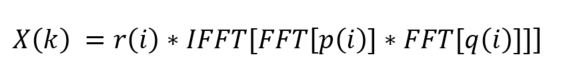 X(k) = r(i) ∗ IFFT[FFT[p(i)] ∗ FFT[q(i)]]]